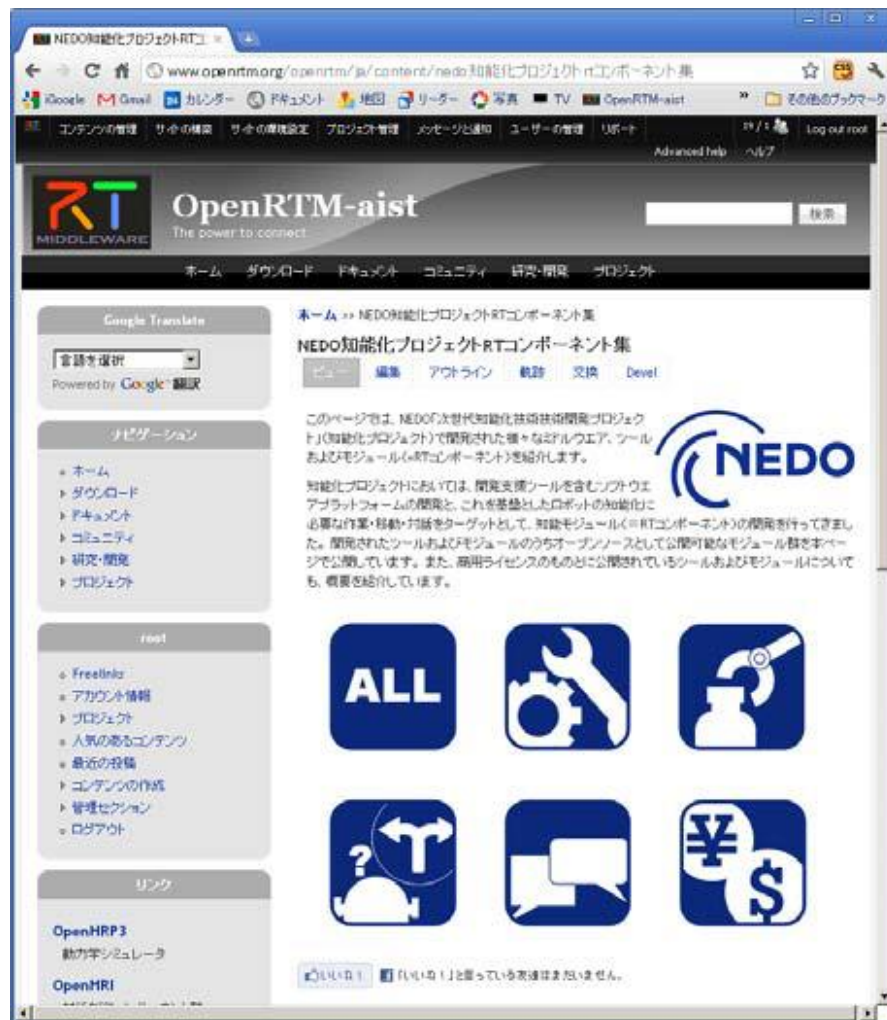 NEDO知能化プロジェクトRTコ
www.openrtm.org/openrtm/ja/content/nedo知能化プロジェクトrtコンポーネント集
iGoogle Gmail カレンダー ドキュメント 地図 リーダー 写真 TV OpenRTM-aist » その他のブックマーク
コンテンツの管理 サイトの構築 サイトの環境設定 プロジェクト管理 メッセージと通知 ユーザーの管理 リポート Log out root
Advanced help ヘルプ
RT
MIDDLEWARE
OpenRTM-aist
The power to connect
検索
ホーム ダウンロード ドキュメント コミュニティ 研究・開発 プロジェクト
Google Translate
言語を選択
Powered by Google 翻訳
ナビゲーション
ホーム
ダウンロード
ドキュメント
コミュニティ
研究・開発
プロジェクト
root
Freelinks
アカウント情報
プロジェクト
人気のあるコンテンツ
最近の投稿
コンテンツの作成
管理セクション
ログアウト
リンク
OpenHRP3
動力学シミュレータ
OpenHRI
ホーム >> NEDO知能化プロジェクトRTコンポーネント集
NEDO知能化プロジェクトRTコンポーネント集
ビュー 編集 アウトライン 軌跡 交換 Devel
このページでは、NEDO「次世代知能化技術技術開発プロジェク
ト」(知能化プロジェクト)で開発された様々なミドルウエア、ツール
およびモジュール(=RTコンポーネント)を紹介します。
NEDO
知能化プロジェクトにおいては、開発支援ツールを含むソフトウエ
アプラットフォームの開発と、これを基盤としたロボットの知能化に
必要な作業・移動・対話をターゲットとして、知能モジュール(=RTコンポーネント)の開発を行ってきまし
た。開発されたツールおよびモジュールのうちオープンソースとして公開可能なモジュール群を本ペー
ジで公開しています。また、商用ライセンスのものとに公開されているツールおよびモジュールについて
も、概要を紹介しています。
ALL
?
¥
$
いいね！ 「いいね！」と言っている友達はまだいません。